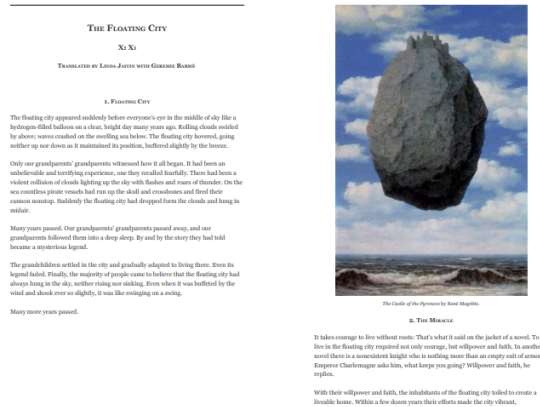 The Floating City
Xi Xi
Translated by Linda Jaivin with Geremie Barmé
1. Floating City
The floating city appeared suddenly before everyone's eye in the middle of sky like a
hydrogen-filled balloon on a clear, bright day many years ago. Rolling clouds swirled
by above; waves crashed on the swelling sea below. The floating city hovered, going
neither up nor down as it maintained its position, buffeted slightly by the breeze.
Only our grandparents' grandparents witnessed how it all began. It had been an
unbelievable and terrifying experience, one they recalled fearfully. There had been a
violent collision of clouds lighting up the sky with flashes and roars of thunder. On the
sea countless pirate vessels had run up the skull and crossbones and fired their
cannon nonstop. Suddenly the floating city had dropped form the clouds and hung in
midair.
Many years passed. Our grandparents' grandparents passed away, and our
grandparents followed them into a deep sleep. By and by the story they had told
became a mysterious legend.
The grandchildren settled in the city and gradually adapted to living there. Even its
legend faded. Finally, the majority of people came to believe that the floating city had
always hung in the sky, neither rising nor sinking. Even when it was buffeted by the
wind and shook ever so slightly, it was like swinging on a swing.
Many more years passed.
The Castle of the Pyrenees by René Magritte.
2. The Miracle
It takes courage to live without roots: That's what it said on the jacket of a novel. To
live in the floating city required not only courage, but willpower and faith. In anothe
novel there is a nonexistent knight who is nothing more than an empty suit of armor
Emperor Charlemagne asks him, what keeps you going? Willpower and faith, he
replies.
With their willpower and faith, the inhabitants of the floating city toiled to create a
liveable home. Within a few dozen years their efforts made the city vibrant,